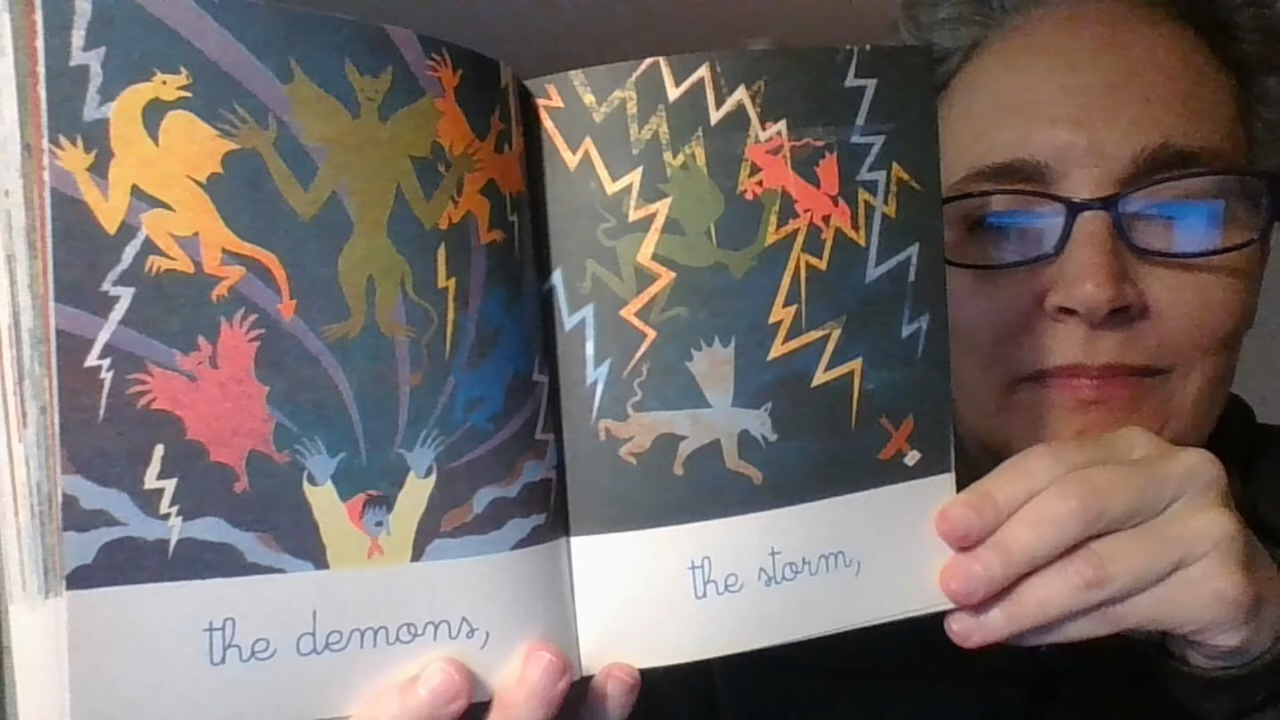 the demons,
the storm,